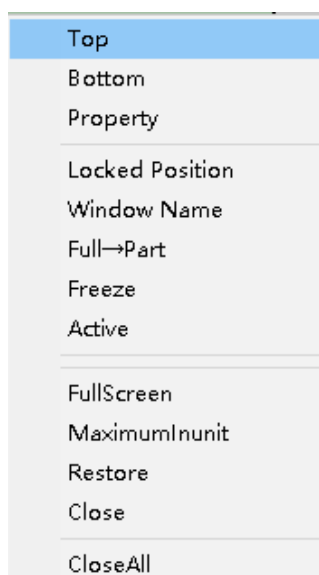 Top
Bottom
Property
Locked Position
Window Name
Full→Part
Freeze
Active
FullScreen
MaximumInunit
Restore
Close
CloseAll